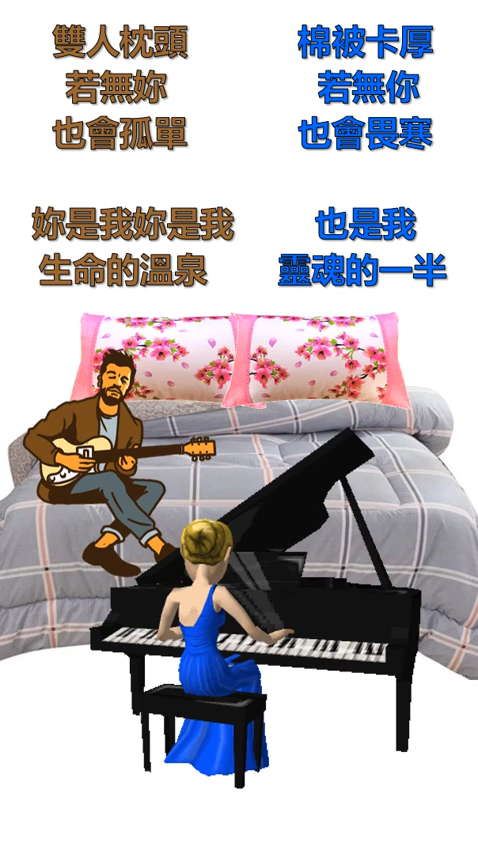 雙人枕頭
若無妳
也會孤單
棉被卡厚
若無你
也會畏寒
妳是我妳是我
生命的溫泉
也是我
靈魂的一半